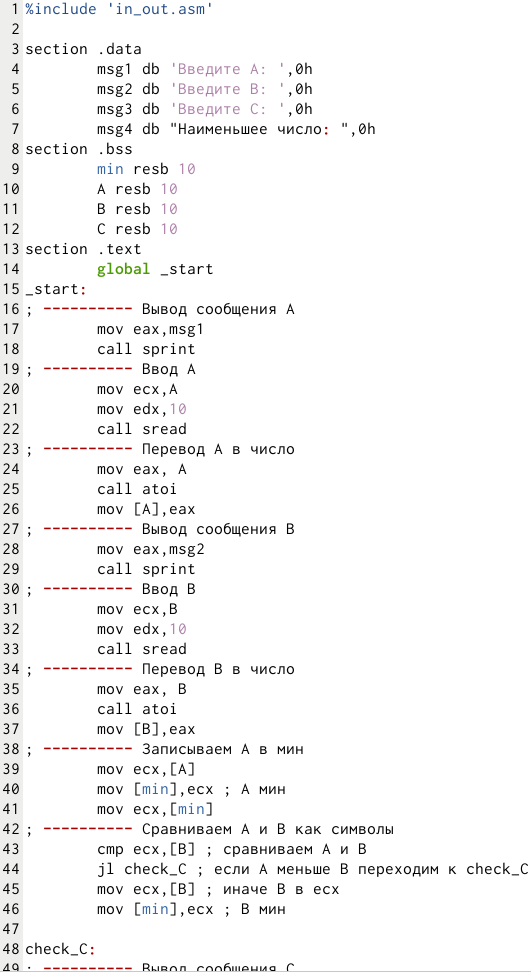 1 %include 'in_out.asm'
2
3 section .data
4 msg1 db 'Введите A: ',0h
5 msg2 db 'Введите B: ',0h
6 msg3 db 'Введите C: ',0h
7 msg4 db "Наименьшее число: ",0h
8 section .bss
9 min resb 10
10 A resb 10
11 B resb 10
12 C resb 10
13 section .text
14 global _start
15 _start:
16 ; ---------- Вывод сообщения A
17 mov eax,msg1
18 call sprint
19 ; ---------- Ввод A
20 mov ecx,A
21 mov edx,10
22 call sread
23 ; ---------- Перевод A в число
24 mov eax, A
25 call atoi
26 mov [A],eax
27 ; ---------- Вывод сообщения B
28 mov eax,msg2
29 call sprint
30 ; ---------- Ввод B
31 mov ecx,B
32 mov edx,10
33 call sread
34 ; ---------- Перевод B в число
35 mov eax, B
36 call atoi
37 mov [B],eax
38 ; ---------- Записываем A в мин
39 mov ecx,[A]
40 mov [min],ecx ; A мин
41 mov ecx,[min]
42 ; ---------- Сравниваем A и B как символы
43 cmp ecx,[B] ; сравниваем A и B
44 jl check_C ; если A меньше B переходим к check_C
45 mov ecx,[B] ; иначе B в ecx
46 mov [min],ecx ; B мин
47
48 check_C:
49 ; ---------- Вывод сообщения C